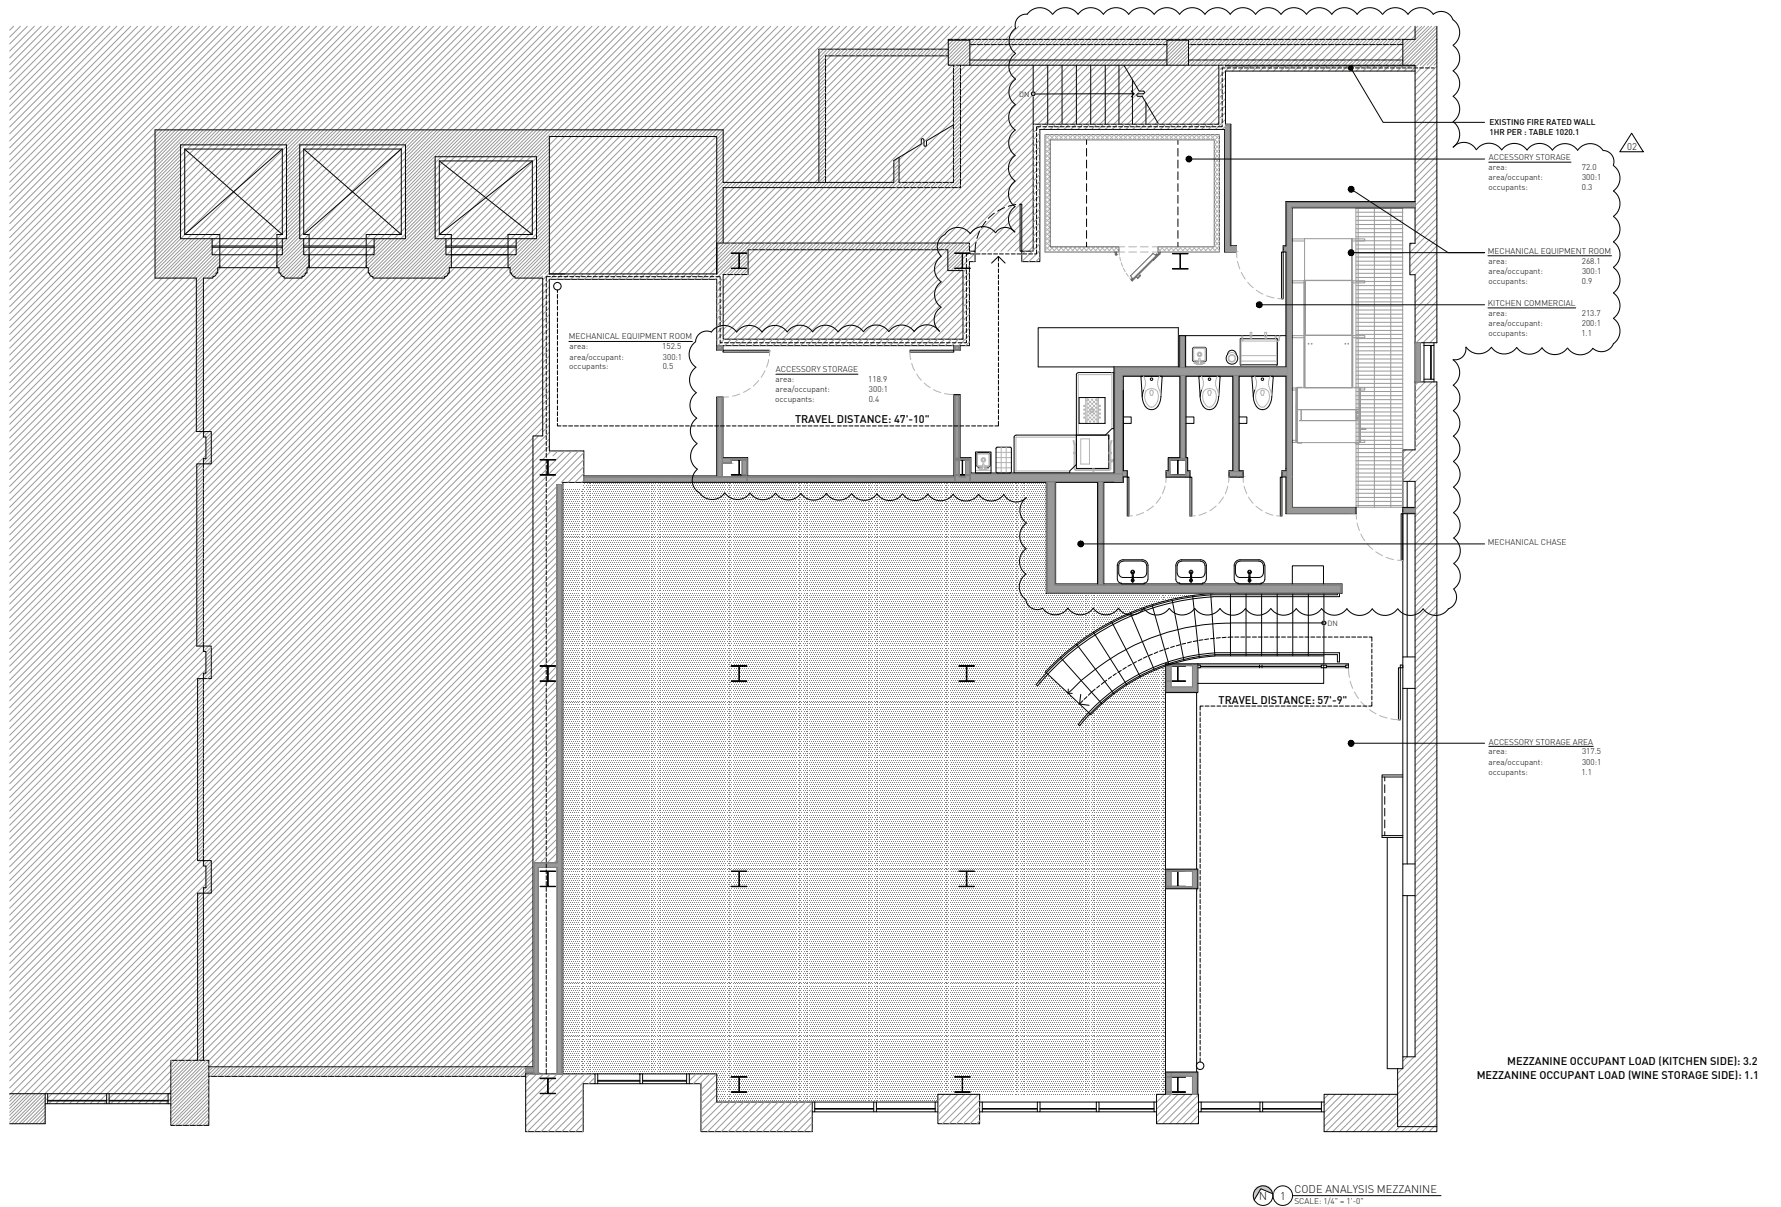 DN
EXISTING FIRE RATED WALL
1HR PER : TABLE 1020.1
02
ACCESSORY STORAGE
area: 72.0
area/occupant: 300:1
occupants: 0.3
MECHANICAL EQUIPMENT ROOM
area: 268.1
area/occupant: 300:1
occupants: 0.9
KITCHEN COMMERCIAL
area: 213.7
area/occupant: 200:1
occupants: 1.1
MECHANICAL EQUIPMENT ROOM
area: 152.5
area/occupant: 300:1
occupants: 0.5
ACCESSORY STORAGE
area: 118.9
area/occupant: 300:1
occupants: 0.4
TRAVEL DISTANCE: 47'-10"
MECHANICAL CHASE
DN
TRAVEL DISTANCE: 57'-9"
ACCESSORY STORAGE AREA
area: 317.5
area/occupant: 300:1
occupants: 1.1
MEZZANINE OCCUPANT LOAD (KITCHEN SIDE): 3.2
MEZZANINE OCCUPANT LOAD (WINE STORAGE SIDE): 1.1
N 1 CODE ANALYSIS MEZZANINE
SCALE: 1/4" = 1'-0"